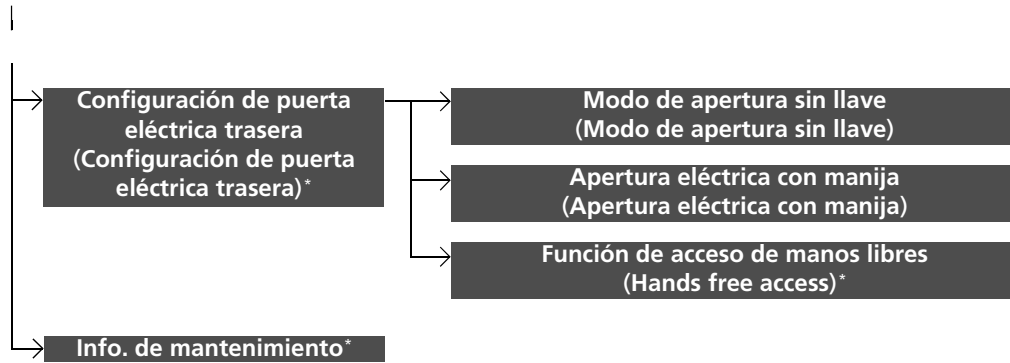 Configuración de puerta
eléctrica trasera
(Configuración de puerta
eléctrica trasera)*
Modo de apertura sin llave
(Modo de apertura sin llave)
Apertura eléctrica con manija
(Apertura eléctrica con manija)
Función de acceso de manos libres
(Hands free access)*
Info. de mantenimiento*